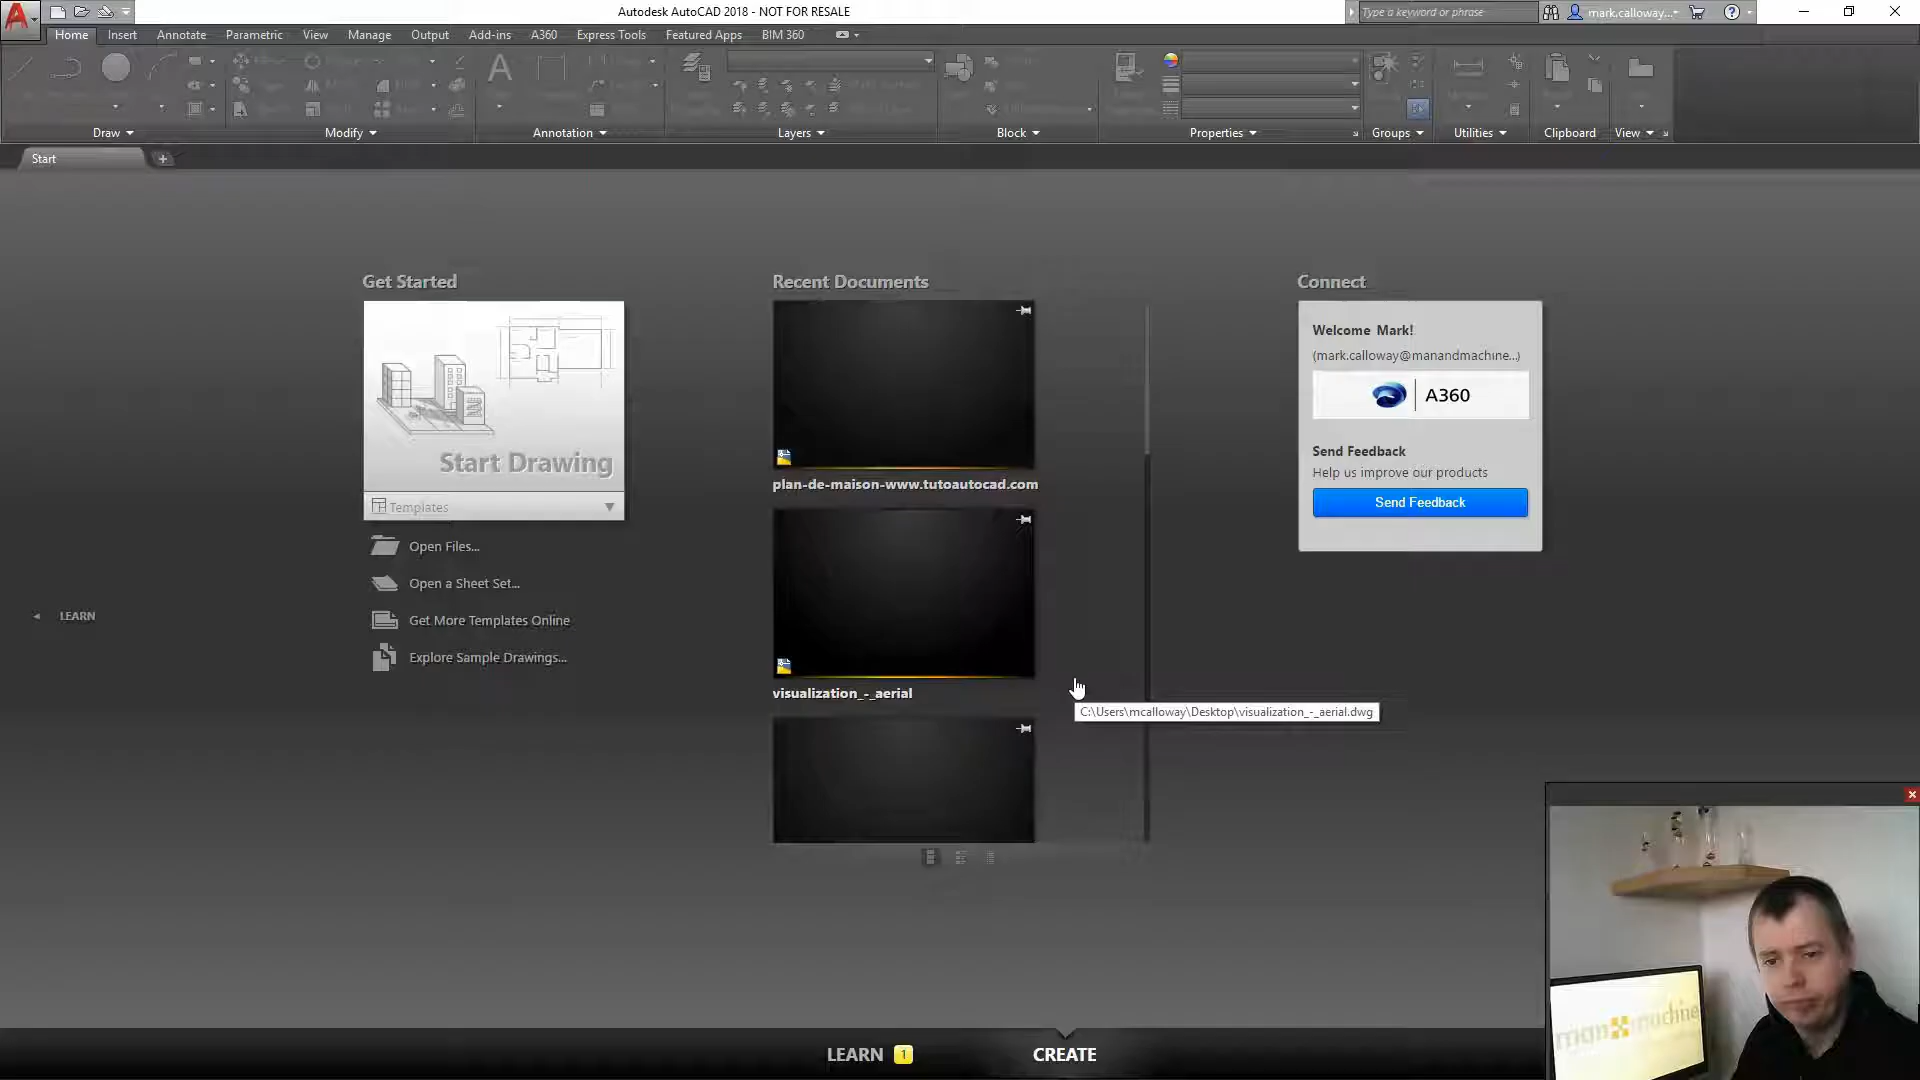 Autodesk AutoCAD 2018 - NOT FOR RESALE
Type a keyword or phrase
mark.calloway...
Home Insert Annotate Parametric View Manage Output Add-ins A360 Express Tools Featured Apps BIM 360
Draw Modify Annotation Layers Block Properties Groups Utilities Clipboard View
Start
Get Started
Start Drawing
Templates
Open Files...
Open a Sheet Set...
Get More Templates Online
Explore Sample Drawings...
LEARN
Recent Documents
plan-de-maison-www.tutoautocad.com
visualization_-_aerial
C:\Users\mcalloway\Desktop\visualization_-_aerial.dwg
Connect
Welcome Mark!
(mark.calloway@manandmachine...)
A360
Send Feedback
Help us improve our products
Send Feedback
man machine
LEARN 1
CREATE